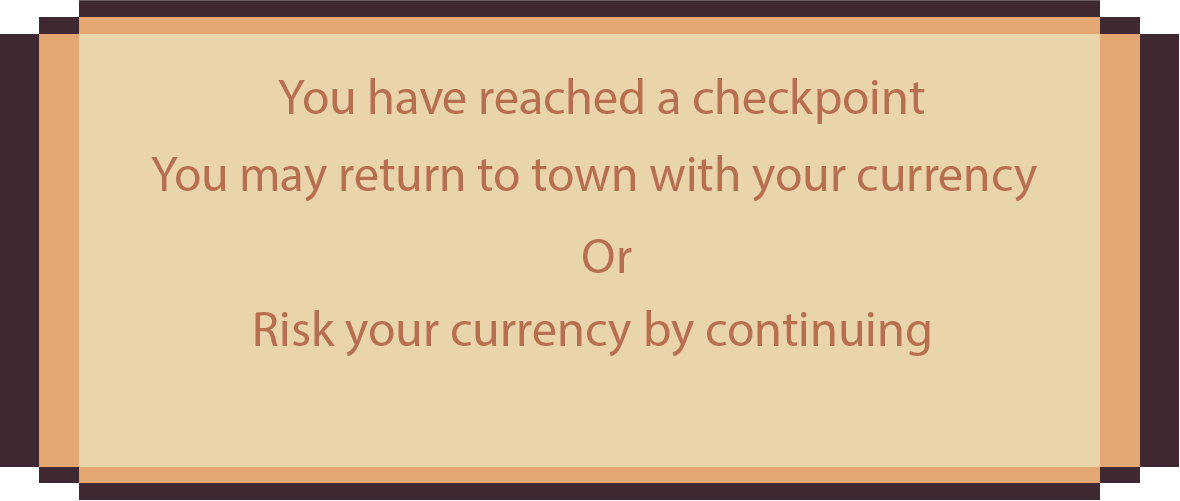 You have reached a checkpoint
You may return to town with your currency
Or
Risk your currency by continuing